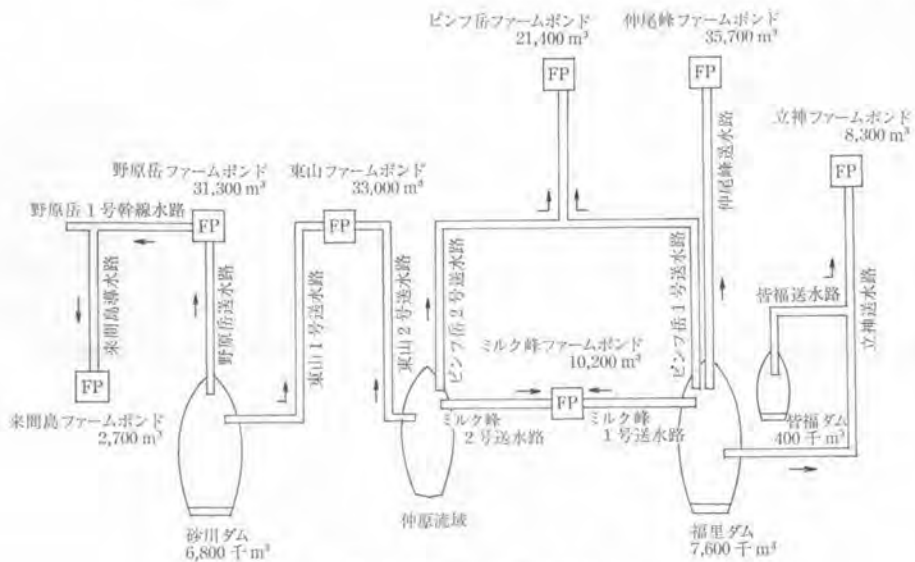 ピンフ岳ファームポンド
21,400 m³
FP
仲尾峰ファームポンド
35,700 m³
FP
立神ファームポンド
8,300 m³
FP
野原岳ファームポンド
31,300 m³
FP
東山ファームポンド
33,000 m³
FP
野原岳1号幹線水路
来間島導水路
野原岳送水路
東山1号送水路
東山2号送水路
ピンフ岳2号送水路
ピンフ岳1号送水路
仲尾峰送水路
皆福送水路
立神送水路
ミルク峰ファームポンド
10,200 m³
FP
ミルク峰
2号送水路
ミルク峰
1号送水路
FP
来間島ファームポンド
2,700 m³
皆福ダム
400千m³
砂川ダム
6,800千m³
仲原流域
福里ダム
7,600千m³